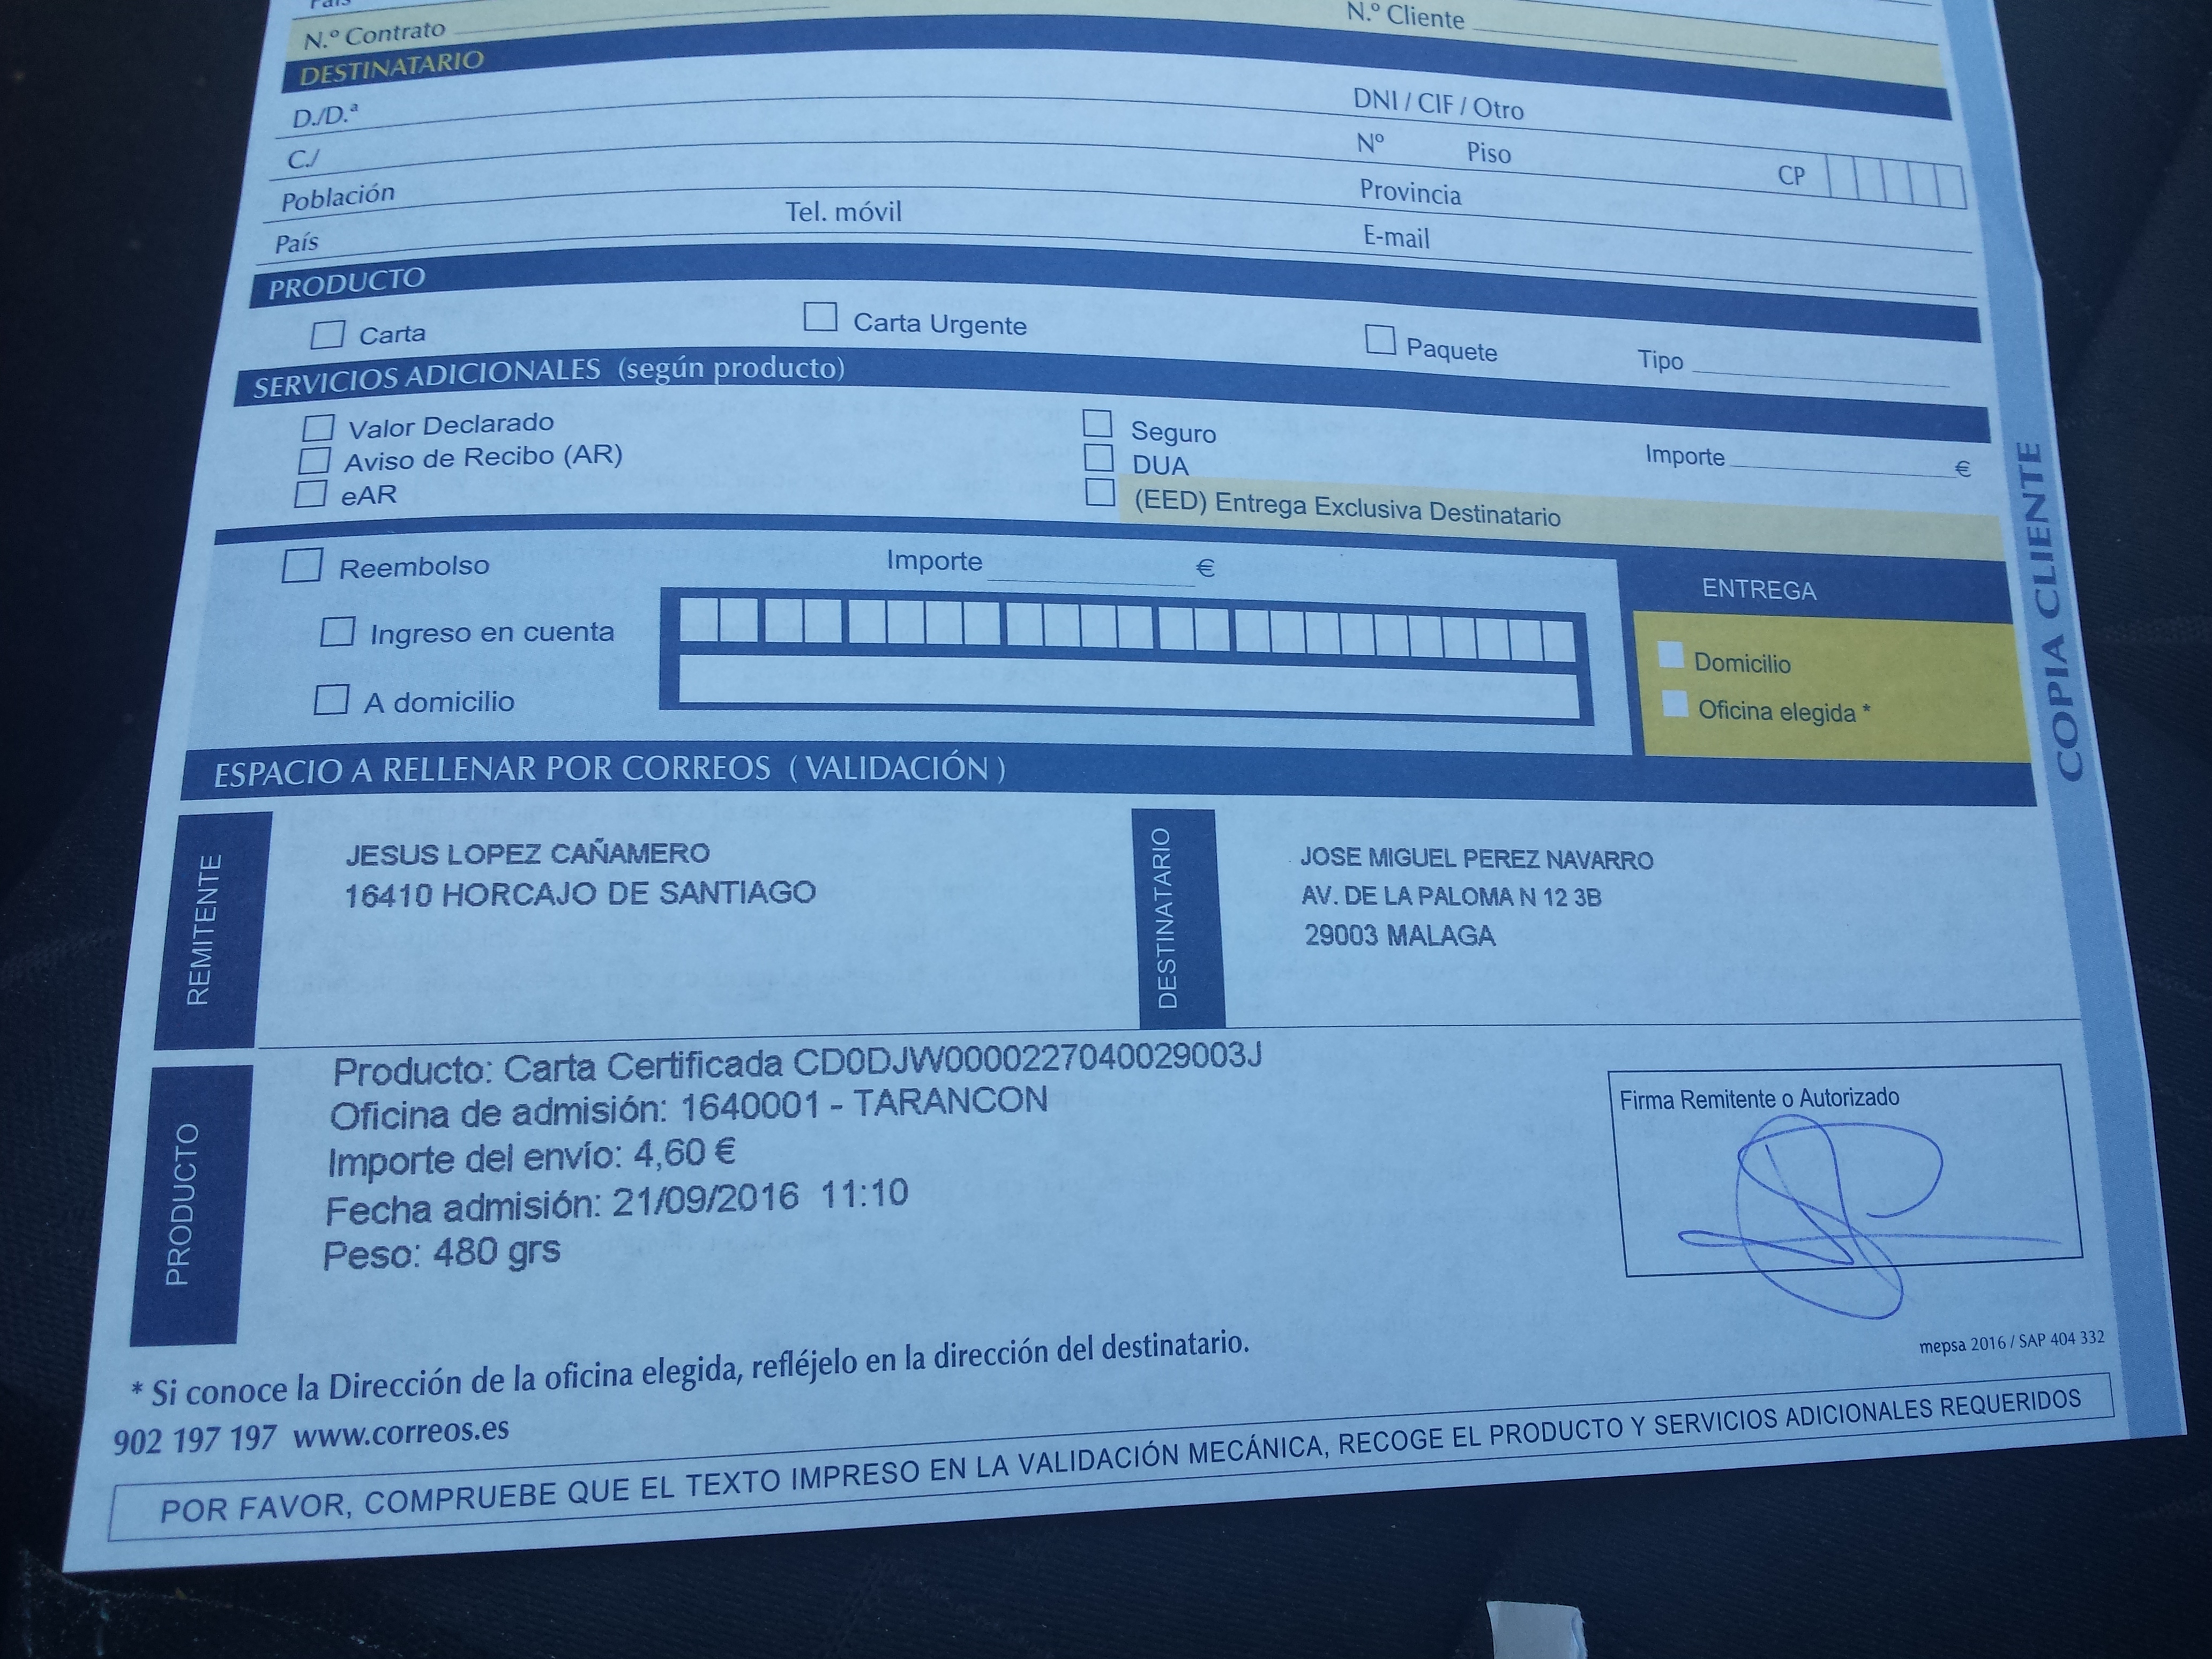 País
N.º Contrato
N.º Cliente
DESTINATARIO
D./D.ª
DNI / CIF / Otro
C./
Nº Piso CP
Población
Provincia
País
Tel. móvil
E-mail
PRODUCTO
Carta
Carta Urgente
Paquete
Tipo
SERVICIOS ADICIONALES (según producto)
Valor Declarado
Seguro
Importe €
Aviso de Recibo (AR)
DUA
eAR
(EED) Entrega Exclusiva Destinatario
Reembolso
Importe €
ENTREGA
Ingreso en cuenta
Domicilio
A domicilio
Oficina elegida *
COPIA CLIENTE
ESPACIO A RELLENAR POR CORREOS ( VALIDACIÓN )
REMITENTE
JESUS LOPEZ CAÑAMERO
16410 HORCAJO DE SANTIAGO
DESTINATARIO
JOSE MIGUEL PEREZ NAVARRO
AV. DE LA PALOMA N 12 3B
29003 MALAGA
PRODUCTO
Producto: Carta Certificada CD0DJW0000227040029003J
Oficina de admisión: 1640001 - TARANCON
Importe del envío: 4,60 €
Fecha admisión: 21/09/2016 11:10
Peso: 480 grs
Firma Remitente o Autorizado
mepsa 2016 / SAP 404 332
* Si conoce la Dirección de la oficina elegida, refléjelo en la dirección del destinatario.
902 197 197 www.correos.es
POR FAVOR, COMPRUEBE QUE EL TEXTO IMPRESO EN LA VALIDACIÓN MECÁNICA, RECOGE EL PRODUCTO Y SERVICIOS ADICIONALES REQUERIDOS